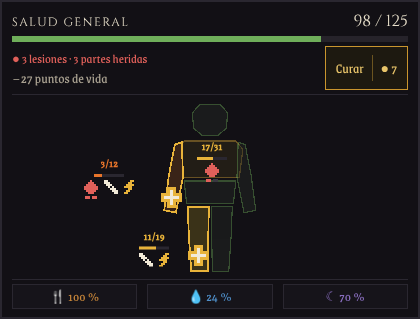 SALUD GENERAL
98 / 125
3 lesiones · 3 partes heridas
−27 puntos de vida
Curar
7
17/31
3/12
11/19
100 %
24 %
70 %